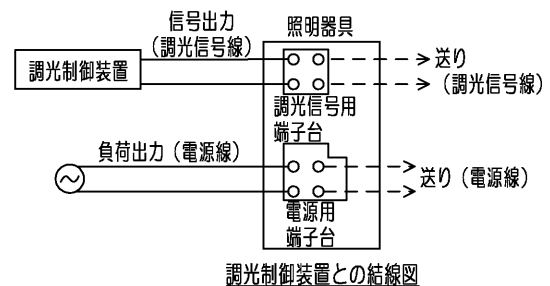 信号出力
(調光信号線)
照明器具
調光制御装置
送り
(調光信号線)
調光信号用
端子台
負荷出力(電源線)
送り(電源線)
電源用
端子台
調光制御装置との結線図